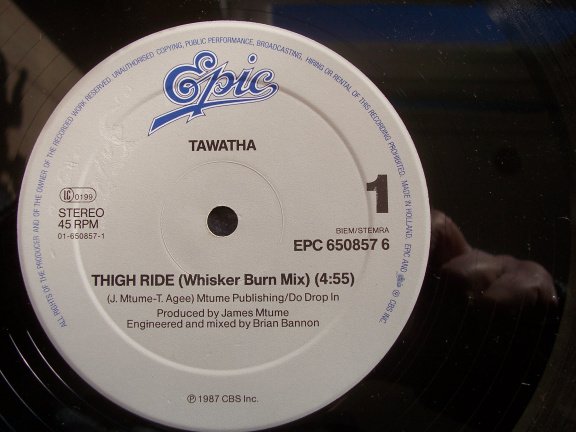 ALL RIGHTS OF THE PRODUCER AND OF THE OWNER OF THE RECORDED WORK RESERVED. UNAUTHORISED COPYING, PUBLIC PERFORMANCE, BROADCASTING, HIRING OR RENTAL OF THIS RECORDING PROHIBITED. MADE IN HOLLAND. EPIC AND
℗ CBS INC.
Epic
TAWATHA
LC 0199
STEREO
45 RPM
01-650857-1
1
BIEM/STEMRA
EPC 650857 6
THIGH RIDE (Whisker Burn Mix) (4:55)
(J. Mtume-T. Agee) Mtume Publishing/Do Drop In
Produced by James Mtume
Engineered and mixed by Brian Bannon
℗ 1987 CBS Inc.